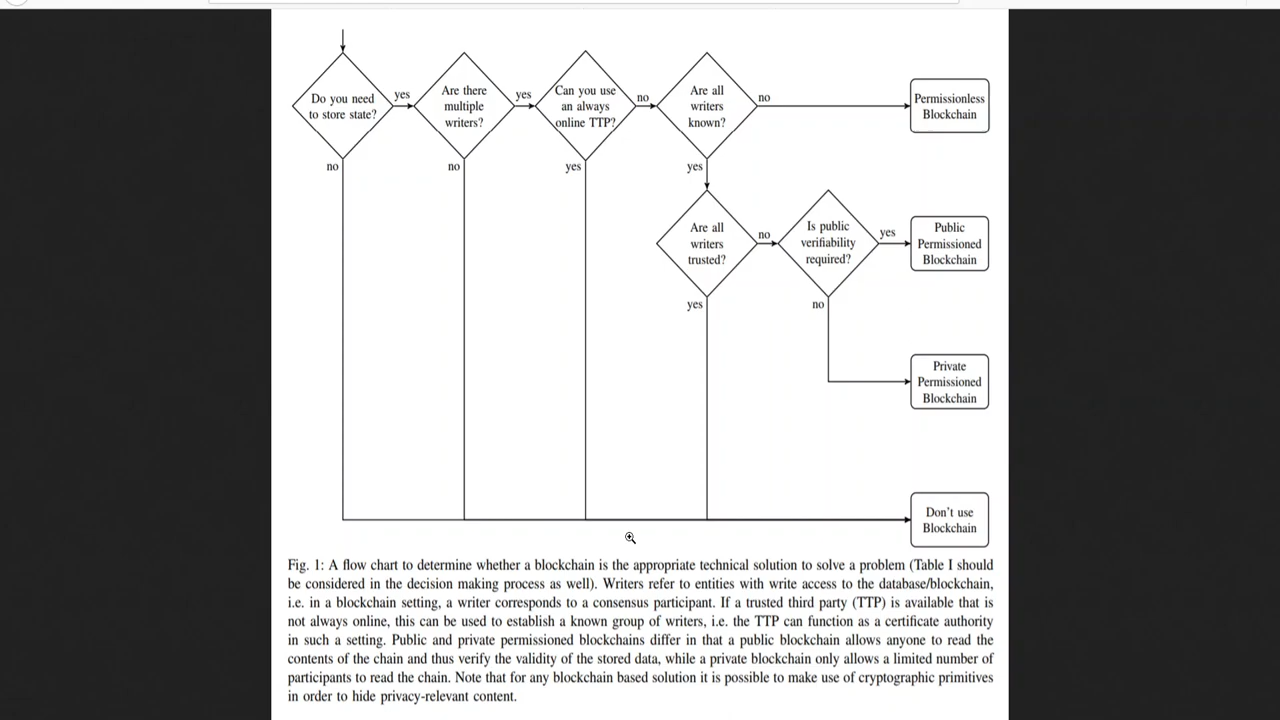 Do you need
to store state?
yes
no
Are there
multiple
writers?
yes
no
Can you use
an always
online TTP?
no
yes
Are all
writers
known?
no
yes
Permissionless
Blockchain
Are all
writers
trusted?
no
yes
Is public
verifiability
required?
yes
no
Public
Permissioned
Blockchain
Private
Permissioned
Blockchain
Don't use
Blockchain
Fig. 1: A flow chart to determine whether a blockchain is the appropriate technical solution to solve a problem (Table I should
be considered in the decision making process as well). Writers refer to entities with write access to the database/blockchain,
i.e. in a blockchain setting, a writer corresponds to a consensus participant. If a trusted third party (TTP) is available that is
not always online, this can be used to establish a known group of writers, i.e. the TTP can function as a certificate authority
in such a setting. Public and private permissioned blockchains differ in that a public blockchain allows anyone to read the
contents of the chain and thus verify the validity of the stored data, while a private blockchain only allows a limited number of
participants to read the chain. Note that for any blockchain based solution it is possible to make use of cryptographic primitives
in order to hide privacy-relevant content.